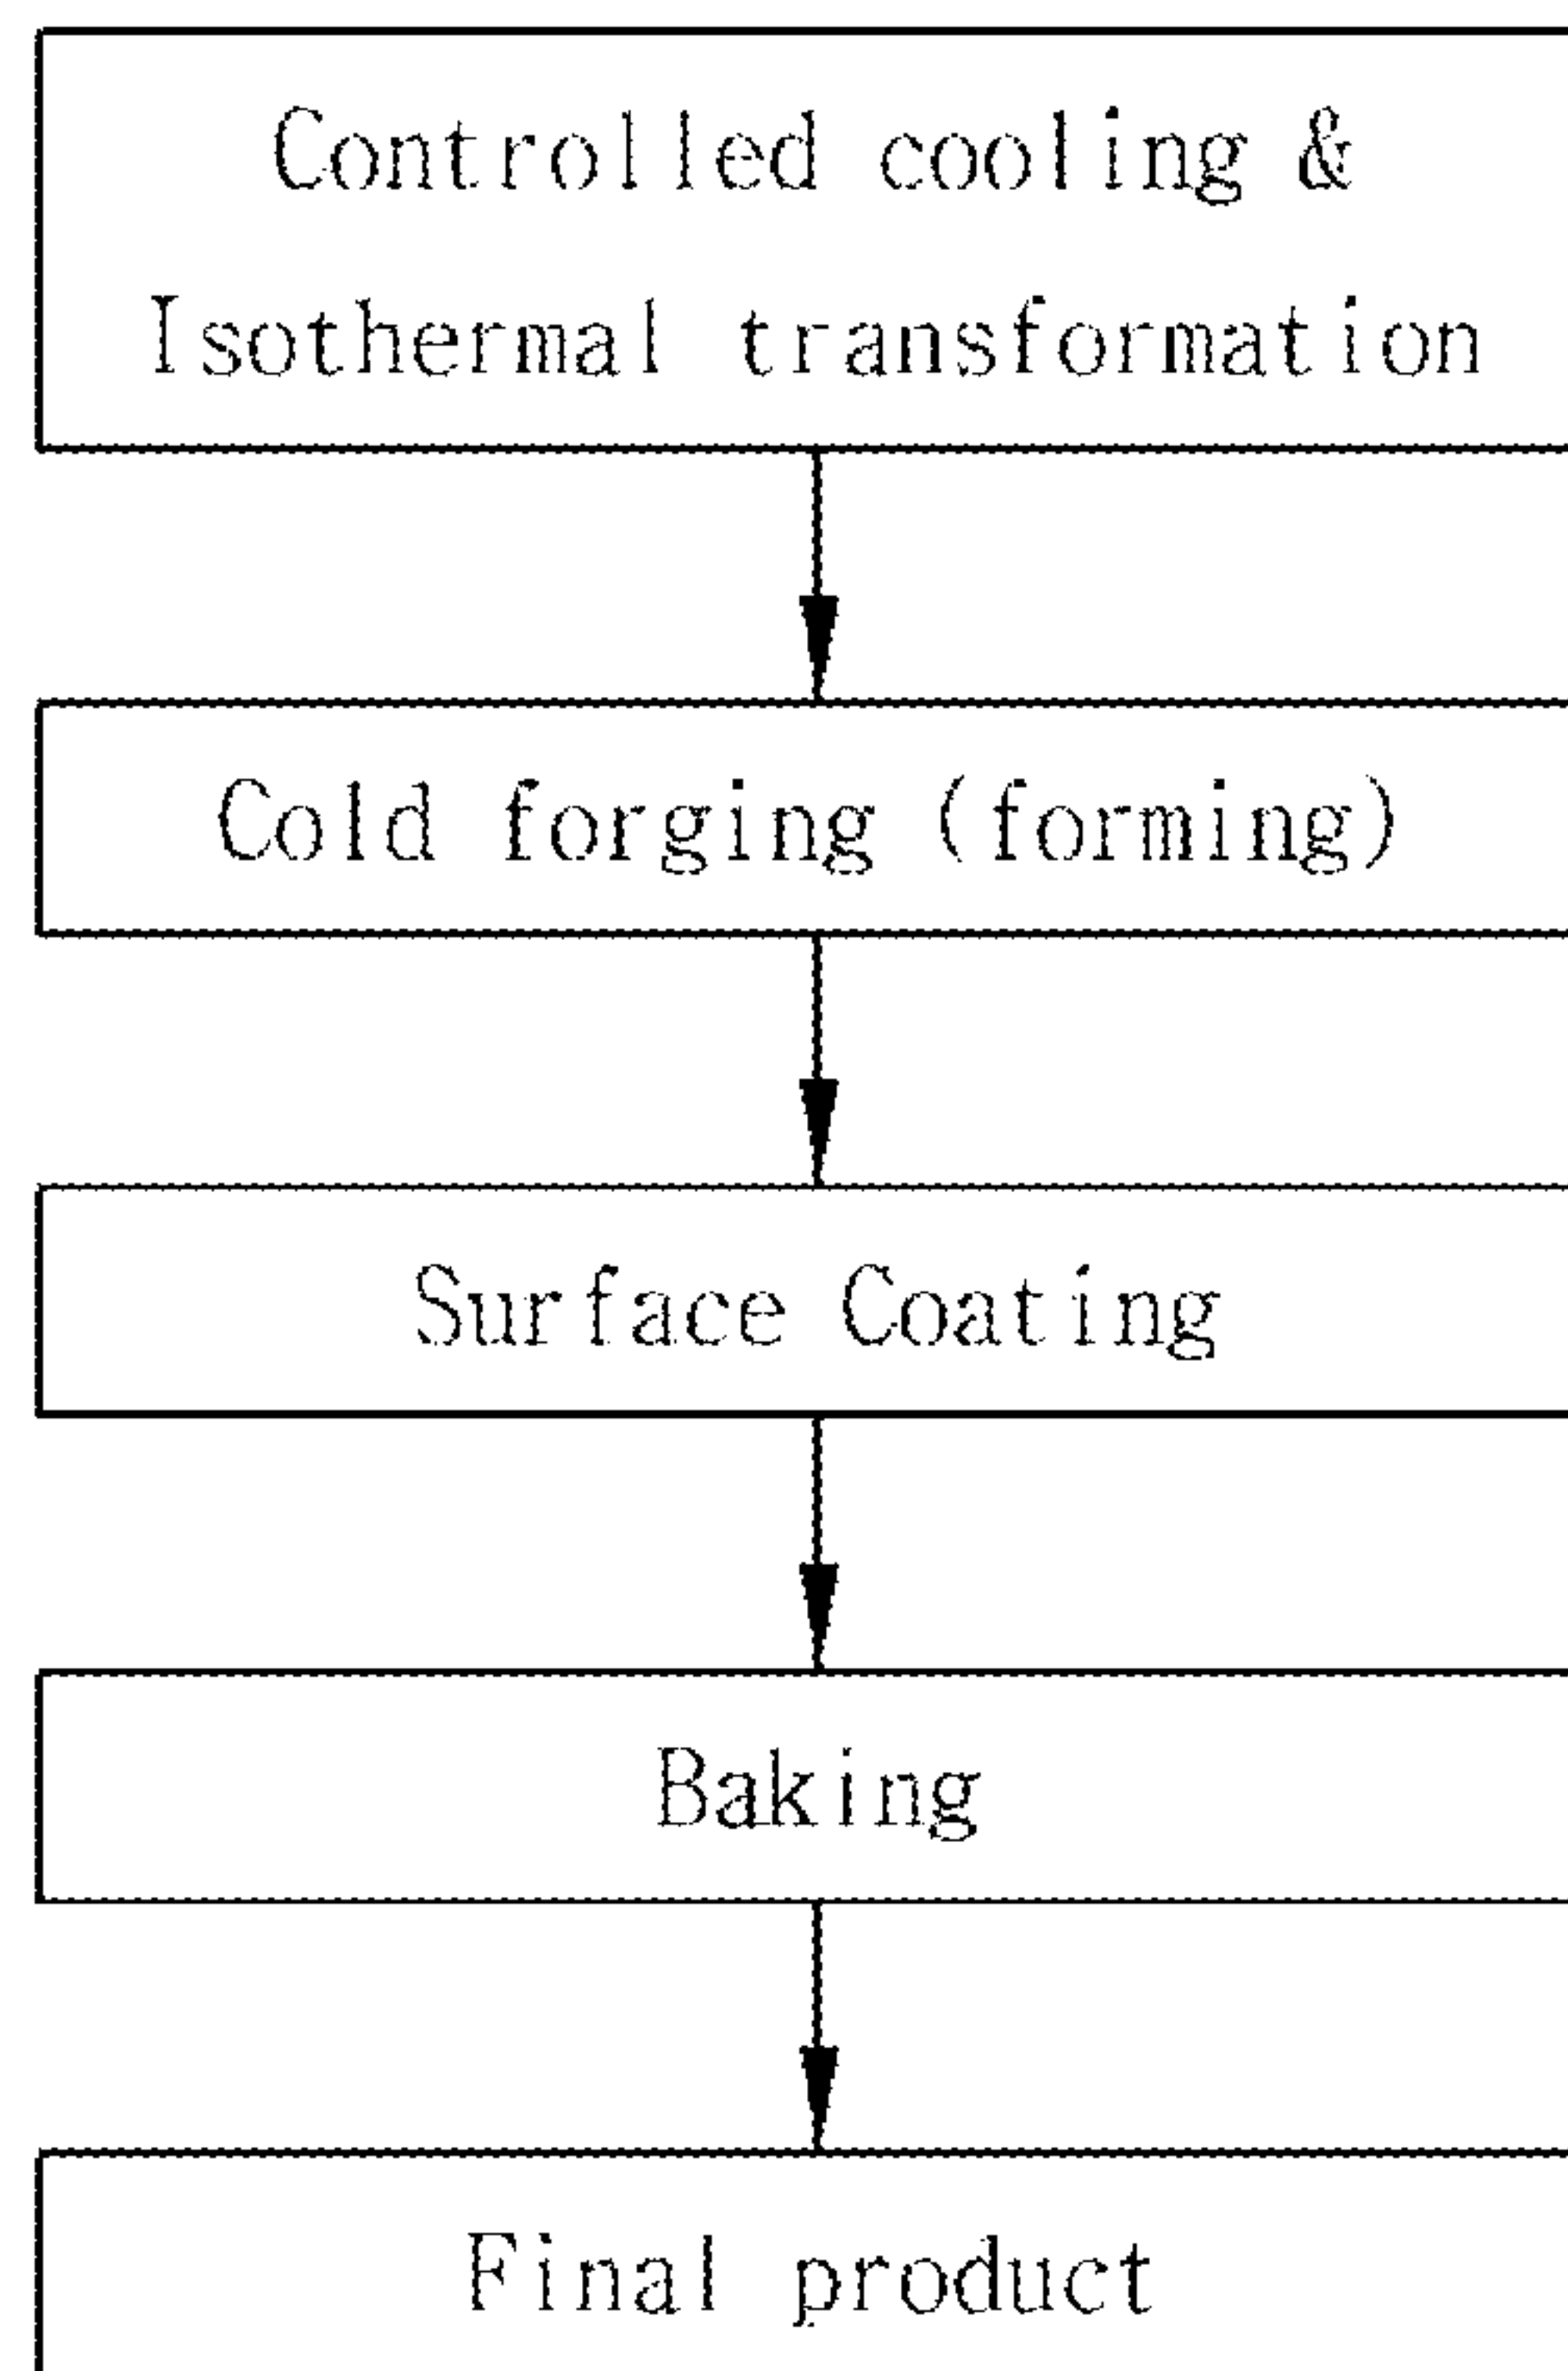 Controlled cooling &
Isothermal transformation
Cold forging (forming)
Surface Coating
Baking
Final product